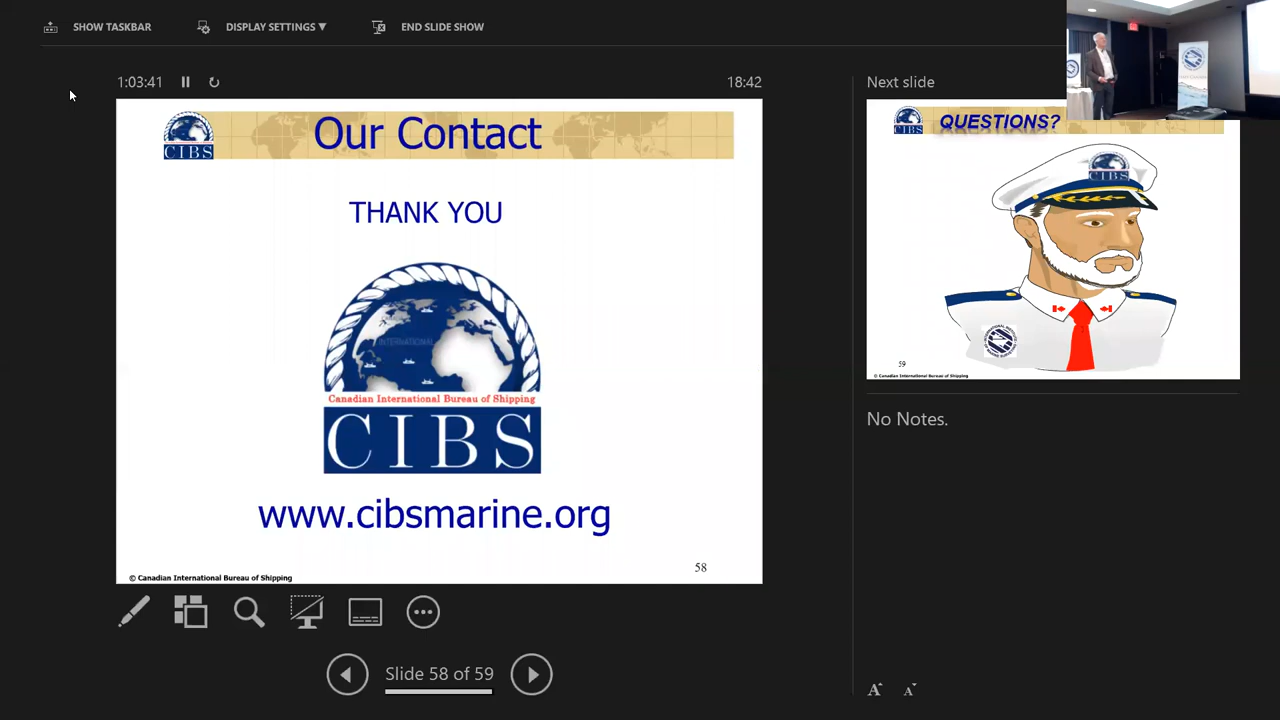 SHOW TASKBAR
DISPLAY SETTINGS ▼
END SLIDE SHOW
1:03:41
18:42
Next slide
CIBS
Our Contact
THANK YOU
INTERNATIONAL
Canadian International Bureau of Shipping
CIBS
www.cibsmarine.org
58
© Canadian International Bureau of Shipping
CIBS
QUESTIONS?
CIBS
59
© Canadian International Bureau of Shipping
No Notes.
Slide 58 of 59
A A